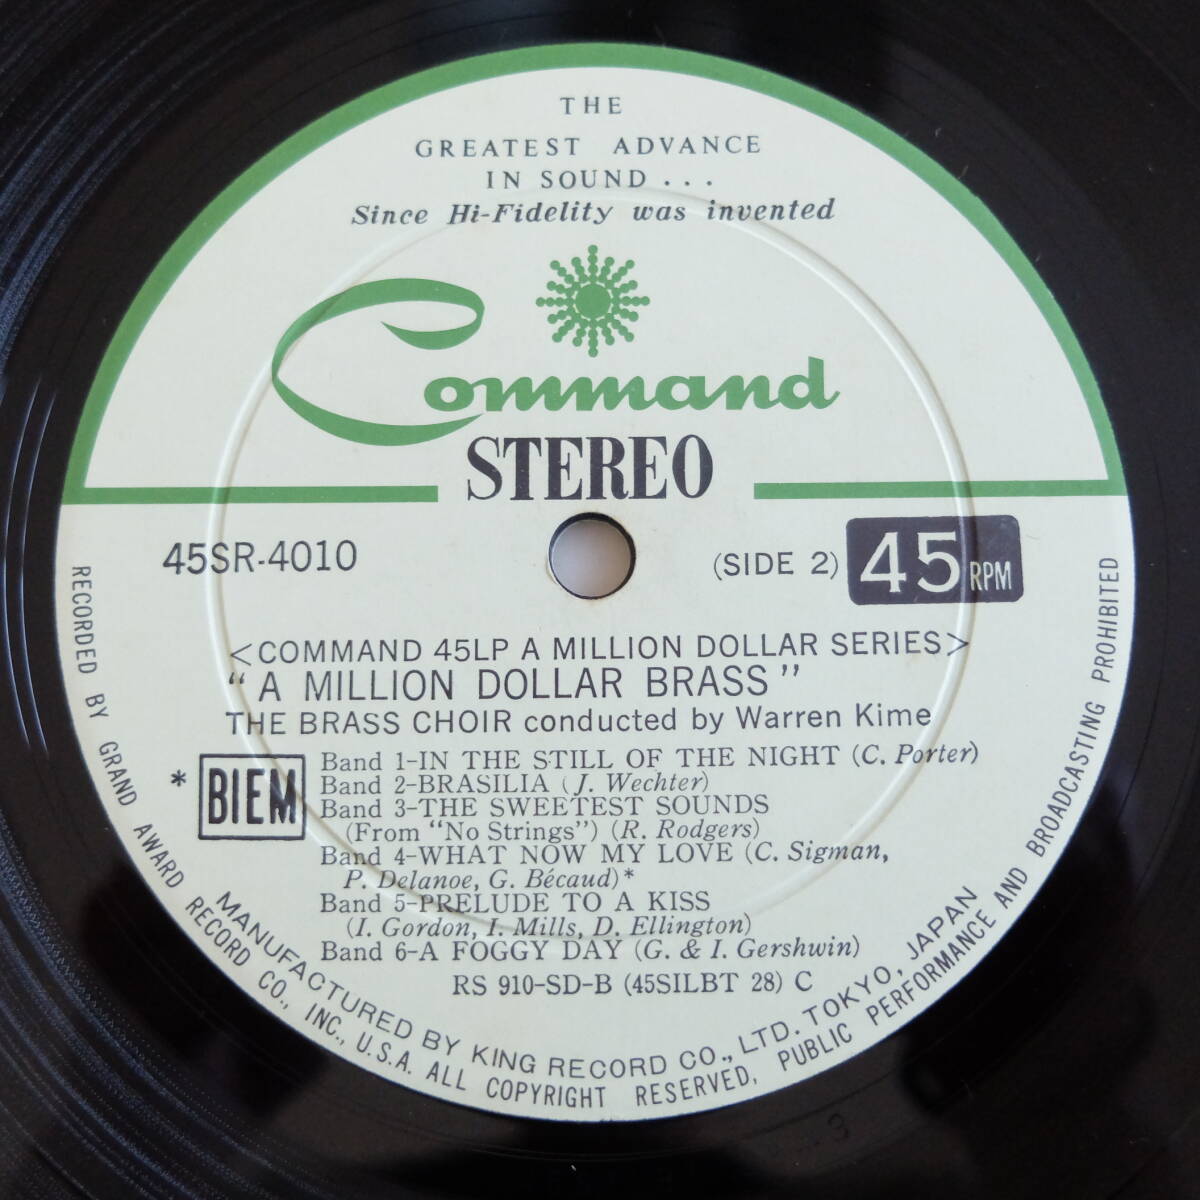 THE
GREATEST ADVANCE
IN SOUND...
Since Hi-Fidelity was invented
Command
STEREO
45SR-4010
(SIDE 2) 45 RPM
<COMMAND 45LP A MILLION DOLLAR SERIES>
“A MILLION DOLLAR BRASS”
THE BRASS CHOIR conducted by Warren Kime
* BIEM
Band 1-IN THE STILL OF THE NIGHT (C. Porter)
Band 2-BRASILIA (J. Wechter)
Band 3-THE SWEETEST SOUNDS
(From “No Strings”) (R. Rodgers)
Band 4-WHAT NOW MY LOVE (C. Sigman,
P. Delanoe, G. Bécaud)*
Band 5-PRELUDE TO A KISS
(I. Gordon, I. Mills, D. Ellington)
Band 6-A FOGGY DAY (G. & I. Gershwin)
RS 910-SD-B (45SILBT 28) C
MANUFACTURED BY KING RECORD CO., LTD. TOKYO, JAPAN
RECORDED BY GRAND AWARD RECORD CO., INC., U.S.A. ALL COPYRIGHT RESERVED, PUBLIC PERFORMANCE AND BROADCASTING PROHIBITED